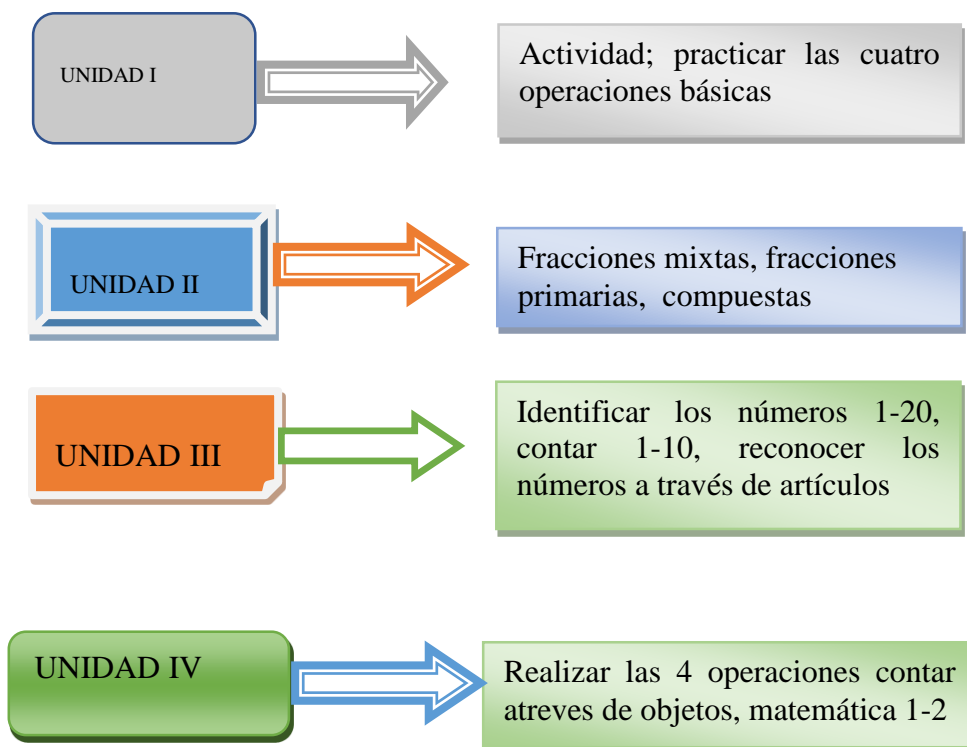 UNIDAD I
Actividad; practicar las cuatro
operaciones básicas
UNIDAD II
Fracciones mixtas, fracciones
primarias, compuestas
UNIDAD III
Identificar los números 1-20,
contar 1-10, reconocer los
números a través de artículos
UNIDAD IV
Realizar las 4 operaciones contar
atreves de objetos, matemática 1-2